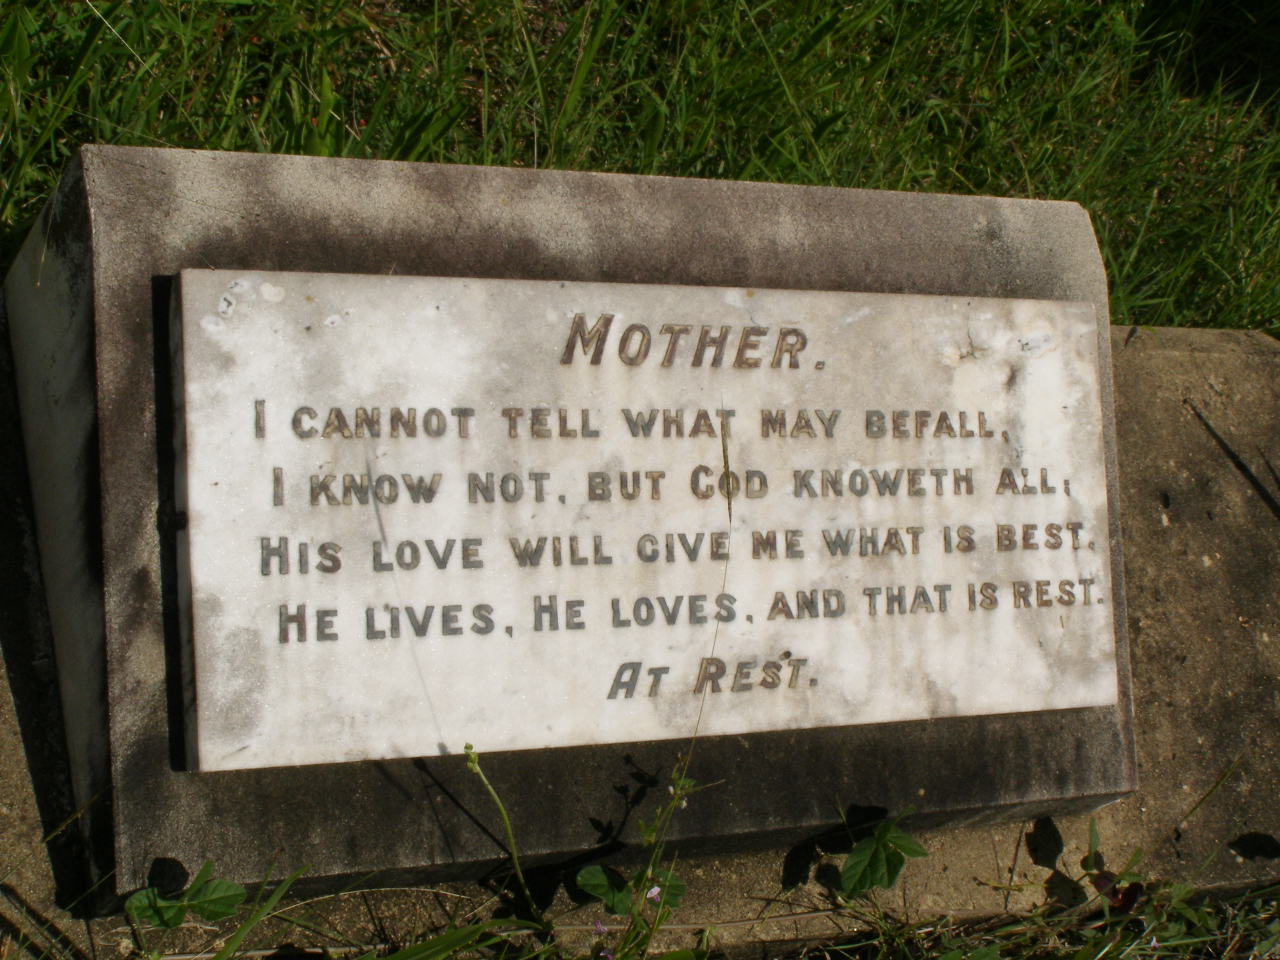 MOTHER.
I CANNOT TELL WHAT MAY BEFALL,
I KNOW NOT, BUT GOD KNOWETH ALL;
HIS LOVE WILL GIVE ME WHAT IS BEST,
HE LIVES, HE LOVES, AND THAT IS REST.
AT REST.